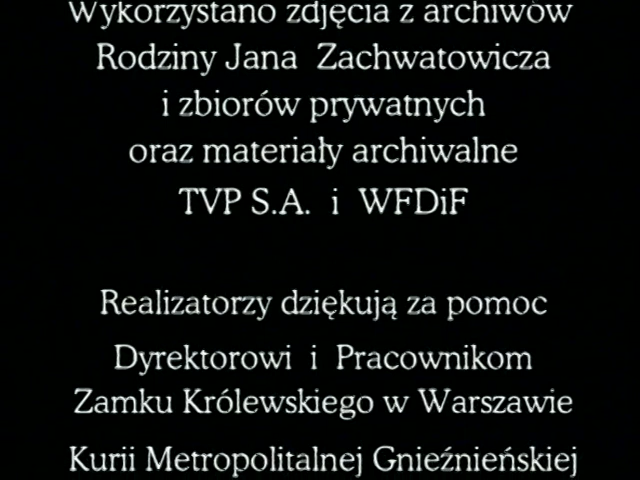 Wykorzystano zdjęcia z archiwów
Rodziny Jana Zachwatowicza
i zbiorów prywatnych
oraz materiały archiwalne
TVP S.A. i WFDiF
Realizatorzy dziękują za pomoc
Dyrektorowi i Pracownikom
Zamku Królewskiego w Warszawie
Kurii Metropolitalnej Gnieźnieńskiej